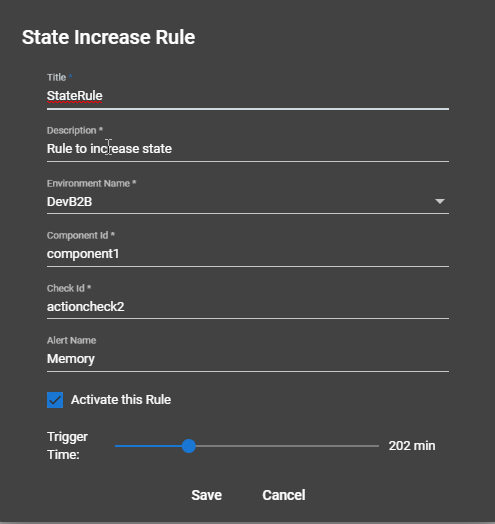 State Increase Rule
Title *
StateRule
Description *
Rule to increase state
Environment Name *
DevB2B
Component Id *
component1
Check Id *
actioncheck2
Alert Name
Memory
Activate this Rule
Trigger
Time:
202 min
Save Cancel